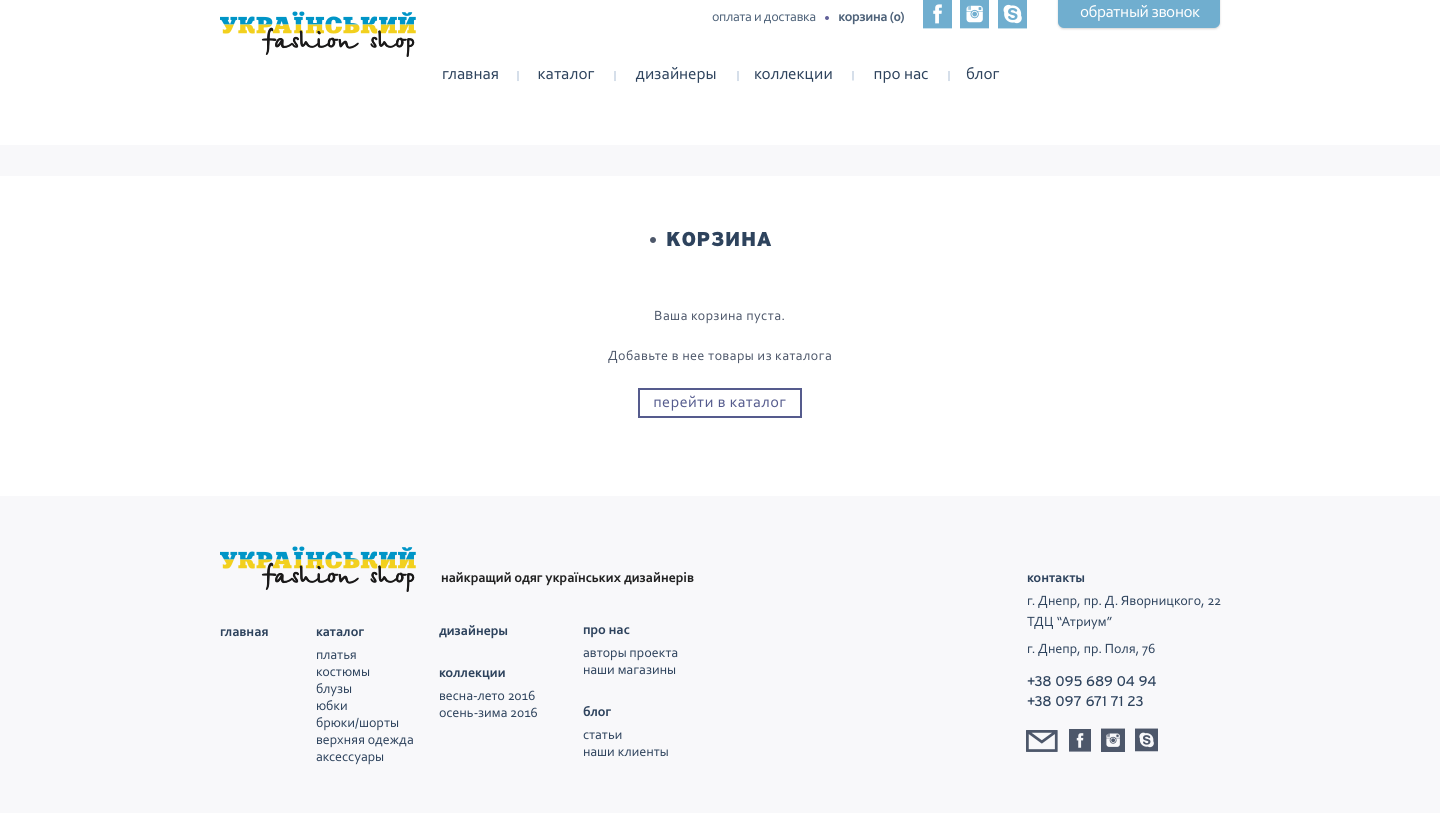 УКРАЇНСЬКИЙ
fashion shop
оплата и доставка • корзина (0)
обратный звонок
главная | каталог | дизайнеры | коллекции | про нас | блог
• КОРЗИНА
Ваша корзина пуста.
Добавьте в нее товары из каталога
перейти в каталог
УКРАЇНСЬКИЙ
fashion shop
найкращий одяг українських дизайнерів
главная
каталог
платья
костюмы
блузы
юбки
брюки/шорты
верхняя одежда
аксессуары
дизайнеры
коллекции
весна-лето 2016
осень-зима 2016
про нас
авторы проекта
наши магазины
блог
статьи
наши клиенты
контакты
г. Днепр, пр. Д. Яворницкого, 22
ТДЦ “Атриум”
г. Днепр, пр. Поля, 76
+38 095 689 04 94
+38 097 671 71 23